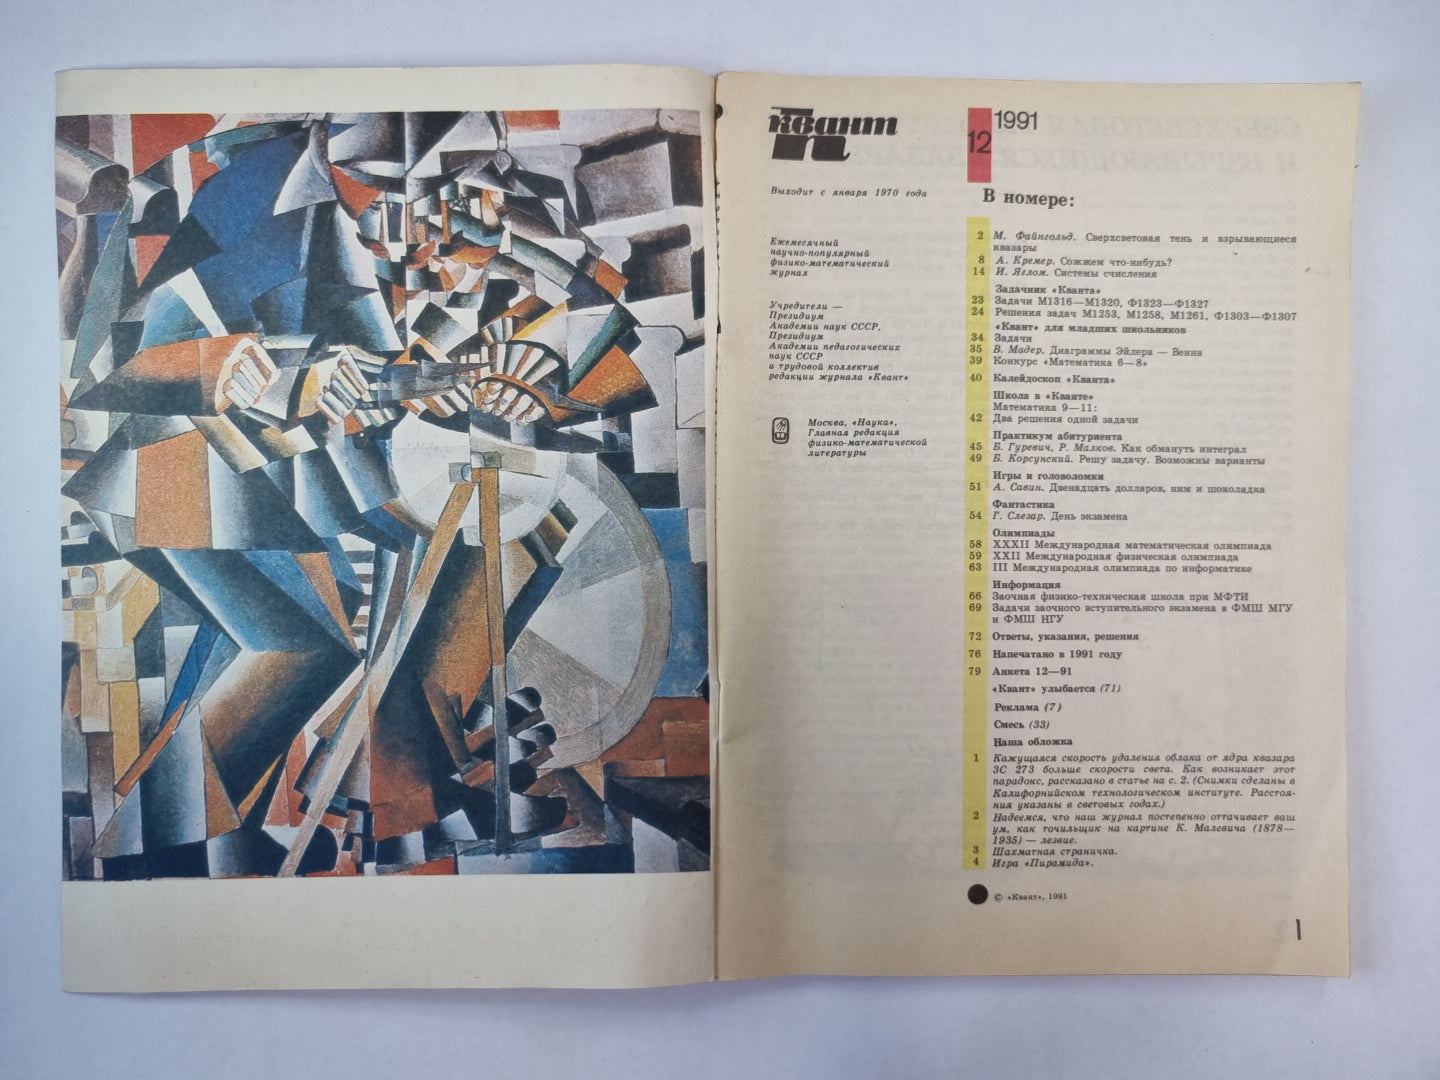 квант
12
1991
Выходит с января 1970 года
Ежемесячный
научно-популярный
физико-математический
журнал
Учредители —
Президиум
Академии наук СССР,
Президиум
Академии педагогических
наук СССР
и трудовой коллектив
редакции журнала «Квант»
Москва, «Наука»,
Главная редакция
физико-математической
литературы
В номере:
2 М. Файнгольд. Сверхсветовая тень и взрывающиеся
квазары
8 А. Кремер. Сожжем что-нибудь?
14 И. Яглом. Системы счисления
Задачник «Кванта»
23 Задачи М1316—М1320, Ф1323—Ф1327
24 Решения задач М1253, М1258, М1261, Ф1303—Ф1307
«Квант» для младших школьников
34 Задачи
35 В. Мадер. Диаграммы Эйлера — Венна
39 Конкурс «Математика 6—8»
40 Калейдоскоп «Кванта»
Школа в «Кванте»
Математика 9—11:
42 Два решения одной задачи
Практикум абитуриента
45 Б. Гуревич, Р. Малков. Как обмануть интеграл
49 Б. Корсунский. Решу задачу. Возможны варианты
Игры и головоломки
51 А. Савин. Двенадцать долларов, ним и шоколадка
Фантастика
54 Г. Слезар. День экзамена
Олимпиады
58 XXXII Международная математическая олимпиада
59 XXII Международная физическая олимпиада
63 III Международная олимпиада по информатике
Информация
66 Заочная физико-техническая школа при МФТИ
69 Задачи заочного вступительного экзамена в ФМШ МГУ
и ФМШ НГУ
72 Ответы, указания, решения
76 Напечатано в 1991 году
79 Анкета 12—91
«Квант» улыбается (71)
Реклама (7)
Смесь (33)
Наша обложка
1 Кажущаяся скорость удаления облака от ядра квазара
3С 273 больше скорости света. Как возникает этот
парадокс, рассказано в статье на с. 2. (Снимки сделаны в
Калифорнийском технологическом институте. Расстоя-
ния указаны в световых годах.)
2 Надеемся, что наш журнал постепенно оттачивает ваш
ум, как точильщик на картине К. Малевича (1878—
1935) — лезвие.
3 Шахматная страничка.
4 Игра «Пирамида».
© «Квант», 1991
1